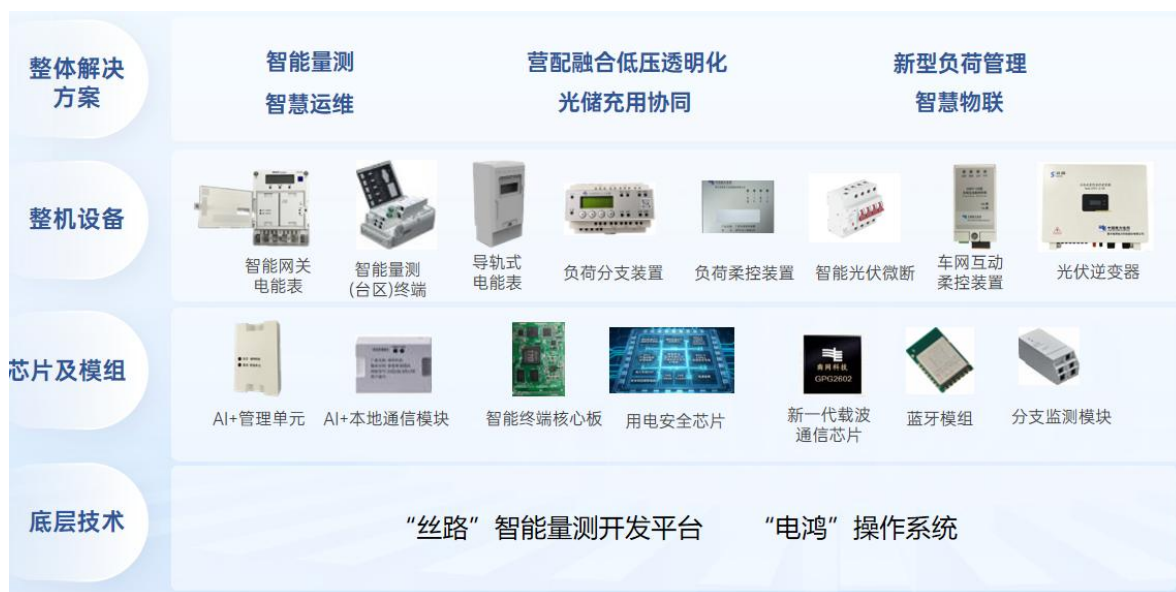 整体解决
方案
智能量测
营配融合低压透明化
新型负荷管理
智慧运维
光储充用协同
智慧物联
整机设备
智能网关
电能表
智能量测
(台区)终端
导轨式
电能表
负荷分支装置
负荷柔控装置
智能光伏微断
车网互动
柔控装置
光伏逆变器
芯片及模组
GPG2602
AI+管理单元
AI+本地通信模块
智能终端核心板
用电安全芯片
新一代载波
通信芯片
蓝牙模组
分支监测模块
底层技术
“丝路”智能量测开发平台
“电鸿”操作系统